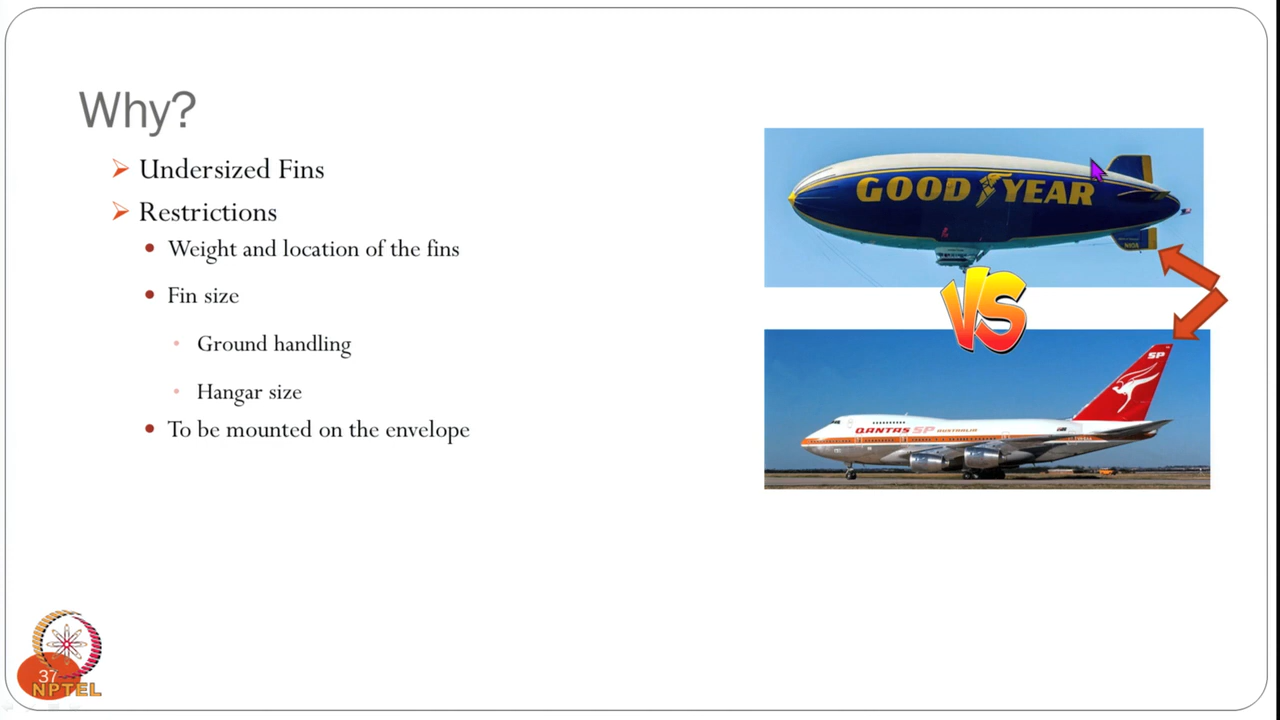 Why?
Undersized Fins
Restrictions
Weight and location of the fins
Fin size
Ground handling
Hangar size
To be mounted on the envelope
GOOD YEAR
VS
SP
QANTAS SP AUSTRALIA
37
NPTEL